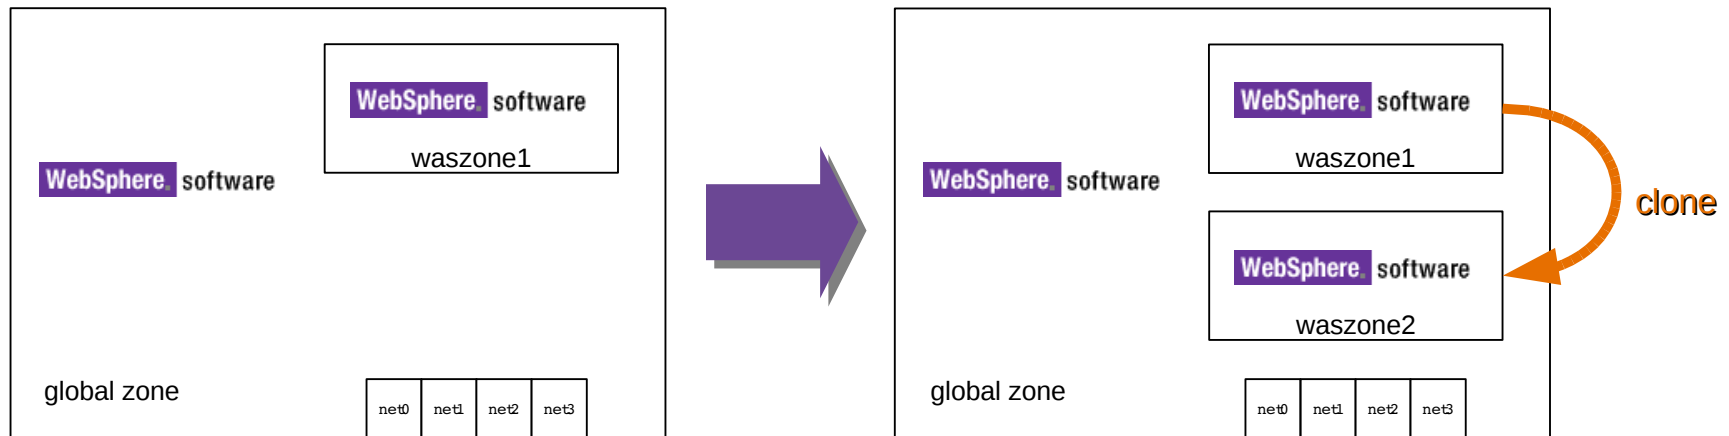 WebSphere. software
waszone1
WebSphere. software
global zone
net0 net1 net2 net3
WebSphere. software
waszone1
WebSphere. software
clone
WebSphere. software
waszone2
global zone
net0 net1 net2 net3